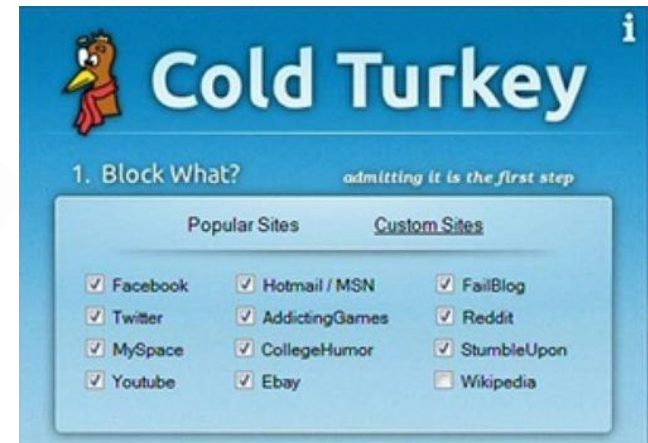 i
Cold Turkey
1. Block What? admitting it is the first step
Popular Sites Custom Sites
Facebook Hotmail / MSN FailBlog
Twitter AddictingGames Reddit
MySpace CollegeHumor StumbleUpon
Youtube Ebay Wikipedia